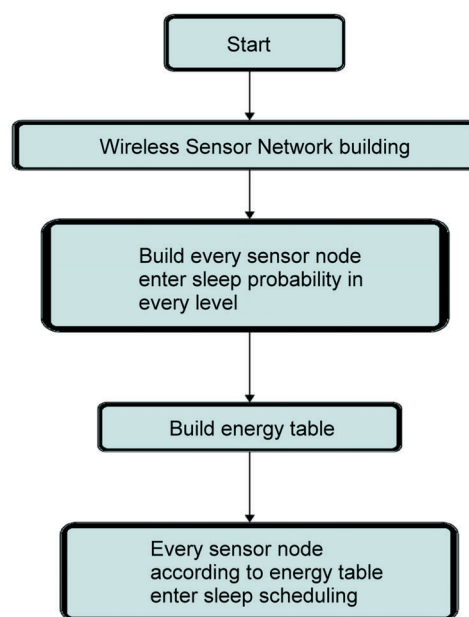 Start
Wireless Sensor Network building
Build every sensor node
enter sleep probability in
every level
Build energy table
Every sensor node
according to energy table
enter sleep scheduling